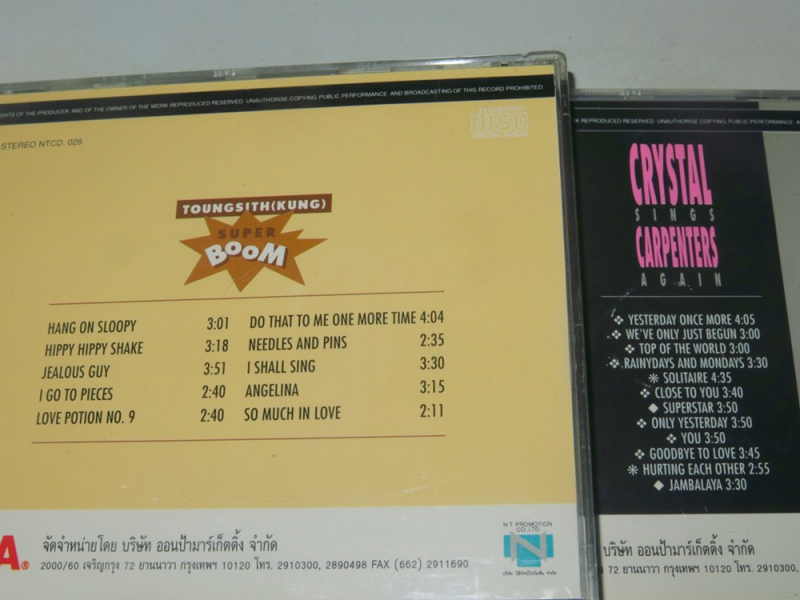 GHTS OF THE PRODUCER AND OF THE OWNER OF THE WORK REPRODUCED RESERVED. UNAUTHORISE COPYING PUBLIC PERFORMANCE AND BROADCASTING OF THIS RECORD PROHIBITED
STEREO NTCD. 028
COMPACT
disc
DIGITAL AUDIO
TOUNGSITH(KUNG)
SUPER
BOOM
HANG ON SLOOPY 3:01
HIPPY HIPPY SHAKE 3:18
JEALOUS GUY 3:51
I GO TO PIECES 2:40
LOVE POTION NO. 9 2:40
DO THAT TO ME ONE MORE TIME 4:04
NEEDLES AND PINS 2:35
I SHALL SING 3:30
ANGELINA 3:15
SO MUCH IN LOVE 2:11
A®
จัดจำหน่ายโดย บริษัท ออนป้ามาร์เก็ตติ้ง จำกัด
2000/60 เจริญกรุง 72 ยานนาวา กรุงเทพฯ 10120 โทร. 2910300, 2890498 FAX (662) 2911690
N.T. PROMOTION
CO.,LTD
N
REPRODUCED RESERVED. UNAUTHORISE COPYING PUBLIC PERFORMANCE
CRYSTAL
SINGS
CARPENTERS
AGAIN
❖ YESTERDAY ONCE MORE 4:05
❖ WE'VE ONLY JUST BEGUN 3:00
❖ TOP OF THE WORLD 3:00
❖ RAINYDAYS AND MONDAYS 3:30
✳ SOLITAIRE 4:35
❖ CLOSE TO YOU 3:40
◆ SUPERSTAR 3:50
❖ ONLY YESTERDAY 3:50
❖ YOU 3:50
❖ GOODBYE TO LOVE 3:45
✳ HURTING EACH OTHER 2:55
◆ JAMBALAYA 3:30
บริษัท ออนป้ามาร์เก็ตติ้ง จำกัด
72 ยานนาวา กรุงเทพฯ 10120 โทร. 2910300,